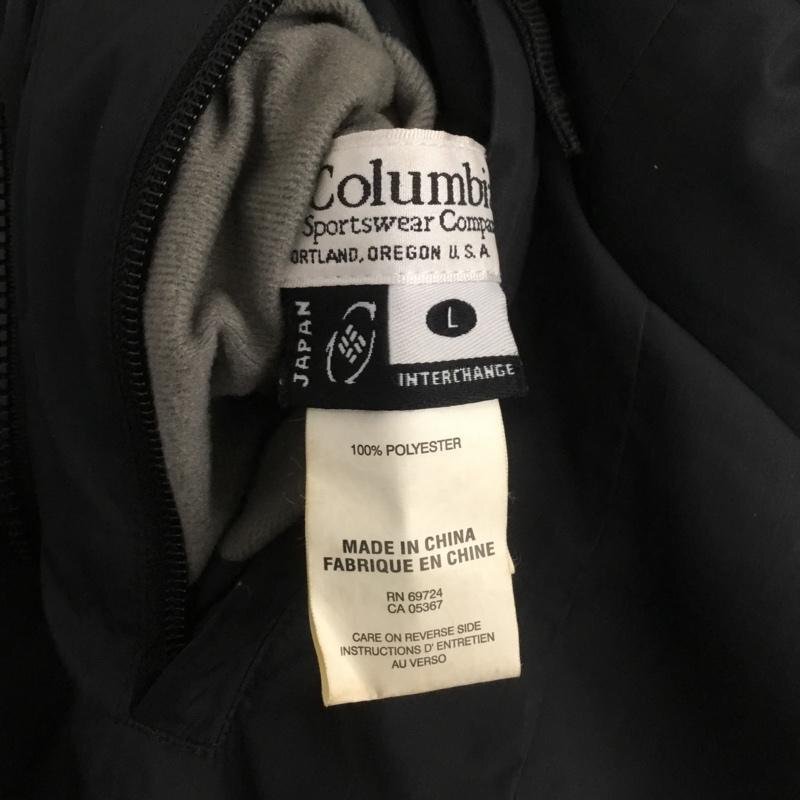 Columbi
Sportswear Compa
ORTLAND, OREGON U.S.A
JAPAN
L
INTERCHANGE
100% POLYESTER
MADE IN CHINA
FABRIQUE EN CHINE
RN 69724
CA 05367
CARE ON REVERSE SIDE
INSTRUCTIONS D' ENTRETIEN
AU VERSO